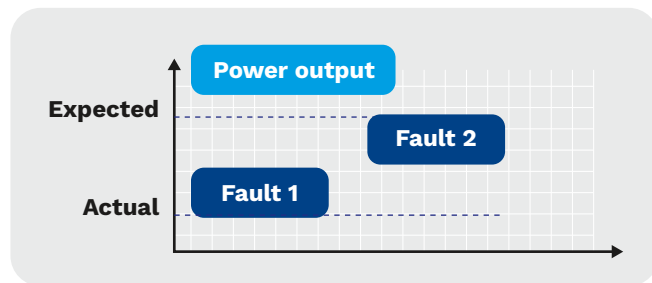 Power output
Expected
Fault 2
Fault 1
Actual